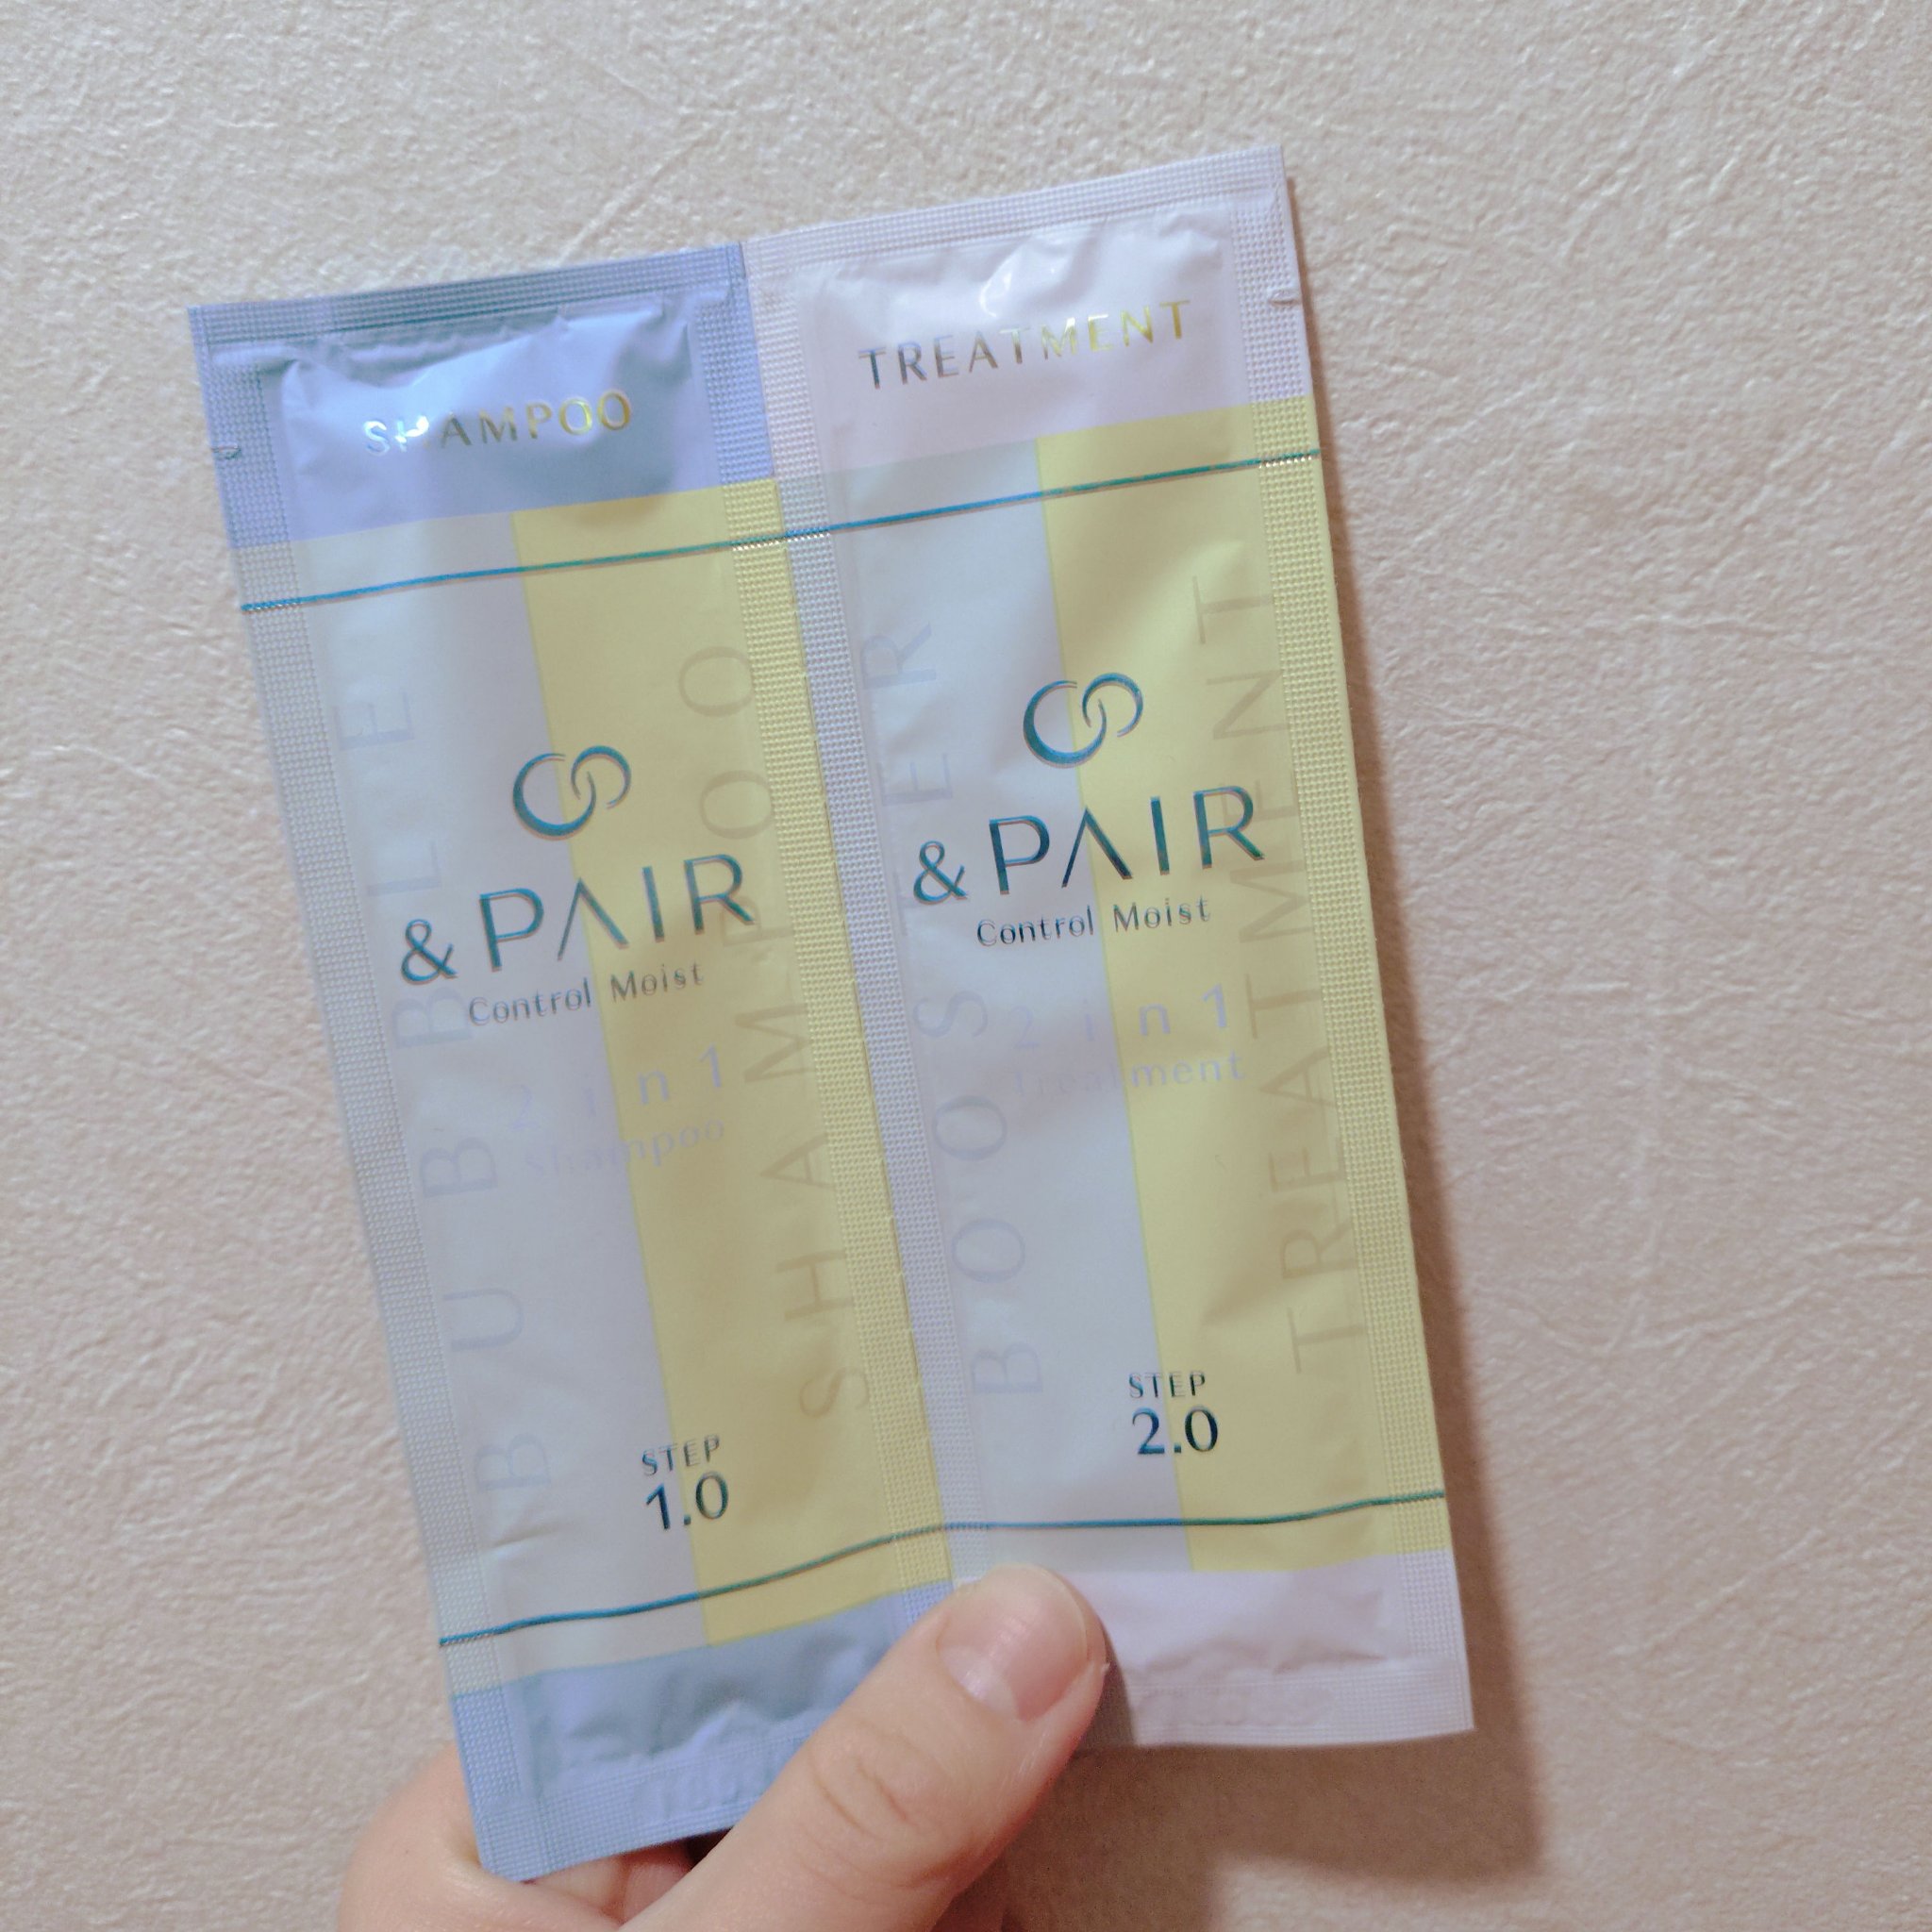 SHAMPOO
& PAIR
Control Moist
2 in 1
Shampoo
BUBBLE
SHAMPOO
STEP
1.0
TREATMENT
& PAIR
Control Moist
2 in 1
Treatment
BOOSTER
TREATMENT
STEP
2.0